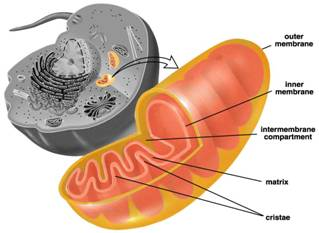 outer
membrane
inner
membrane
intermembrane
compartment
matrix
cristae